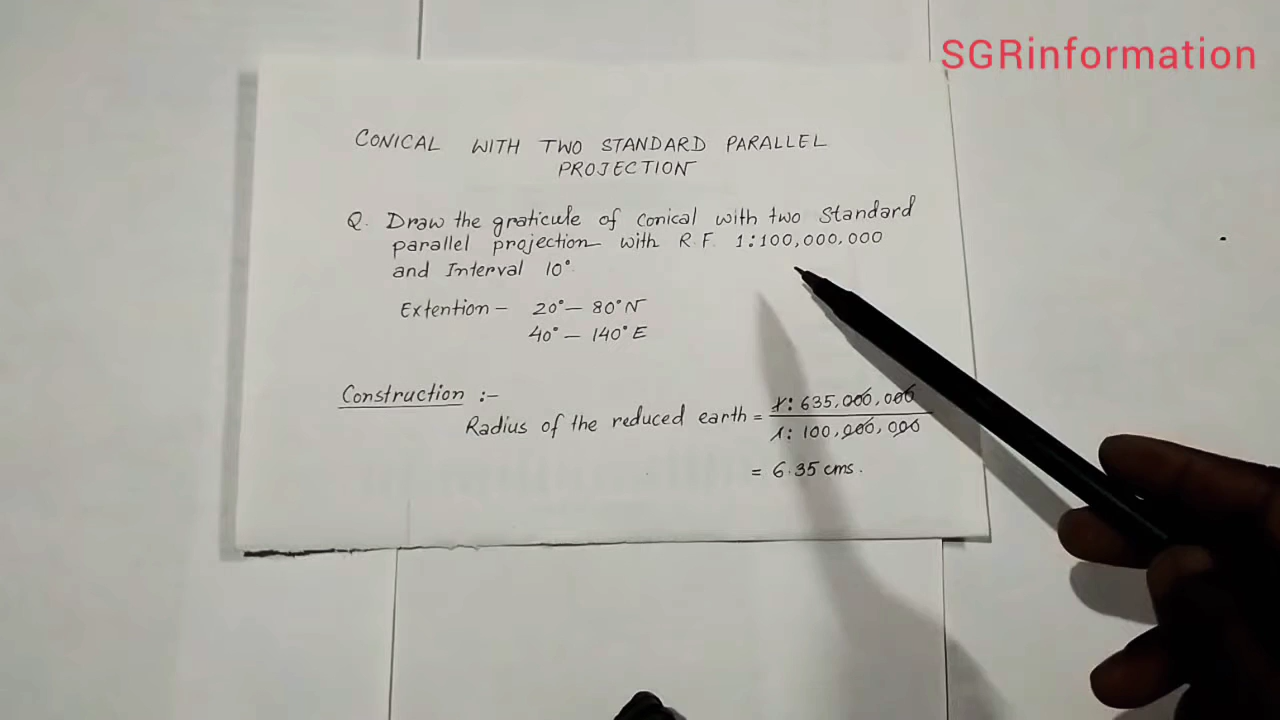 SGRinformation
CONICAL WITH TWO STANDARD PARALLEL
PROJECTION
Q. Draw the graticule of Conical with two Standard
parallel projection with R.F. 1:100,000,000
and Interval 10°
Extention – 20° – 80° N
40° – 140° E
Construction :–
Radius of the reduced earth = 1: 635,000,000
1: 100,000,000
= 6.35 cms.